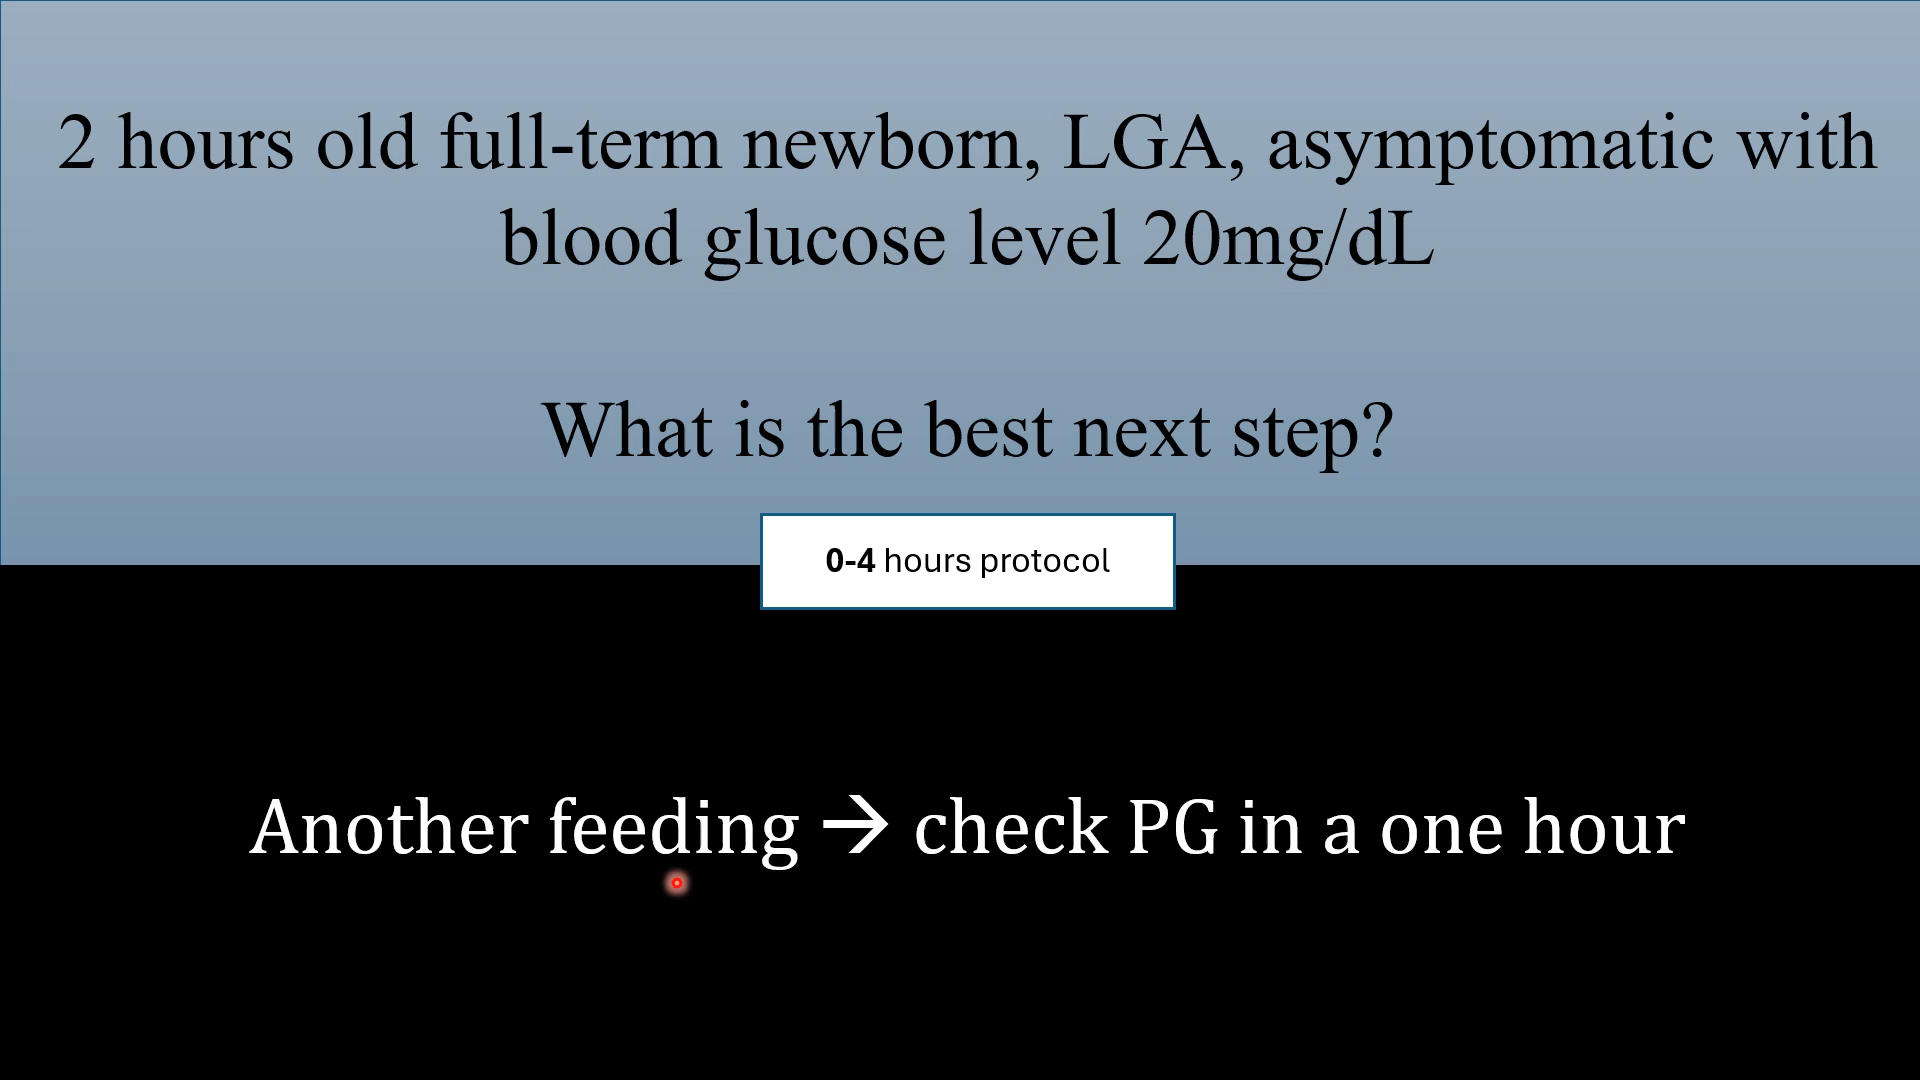 2 hours old full-term newborn, LGA, asymptomatic with
blood glucose level 20mg/dL
What is the best next step?
0-4 hours protocol
Another feeding → check PG in a one hour